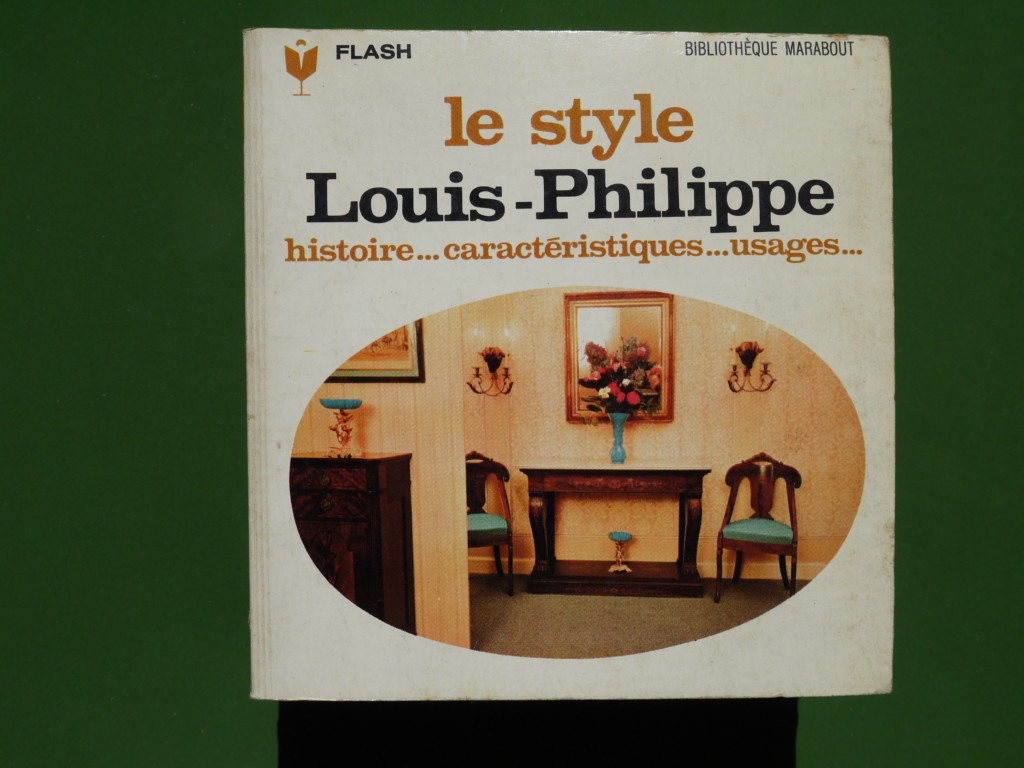 FLASH
BIBLIOTHÈQUE MARABOUT
le style
Louis-Philippe
histoire...caractéristiques...usages...